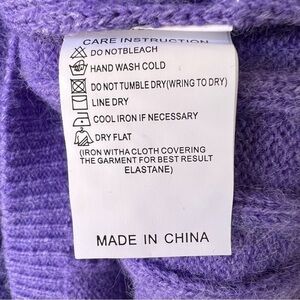 CARE INSTRUCTION
DO NOTBLEACH
HAND WASH COLD
DO NOT TUMBLE DRY(WRING TO DRY)
LINE DRY
COOL IRON IF NECESSARY
DRY FLAT
(IRON WITHA CLOTH COVERING
THE GARMENT FOR BEST RESULT
ELASTANE)
MADE IN CHINA